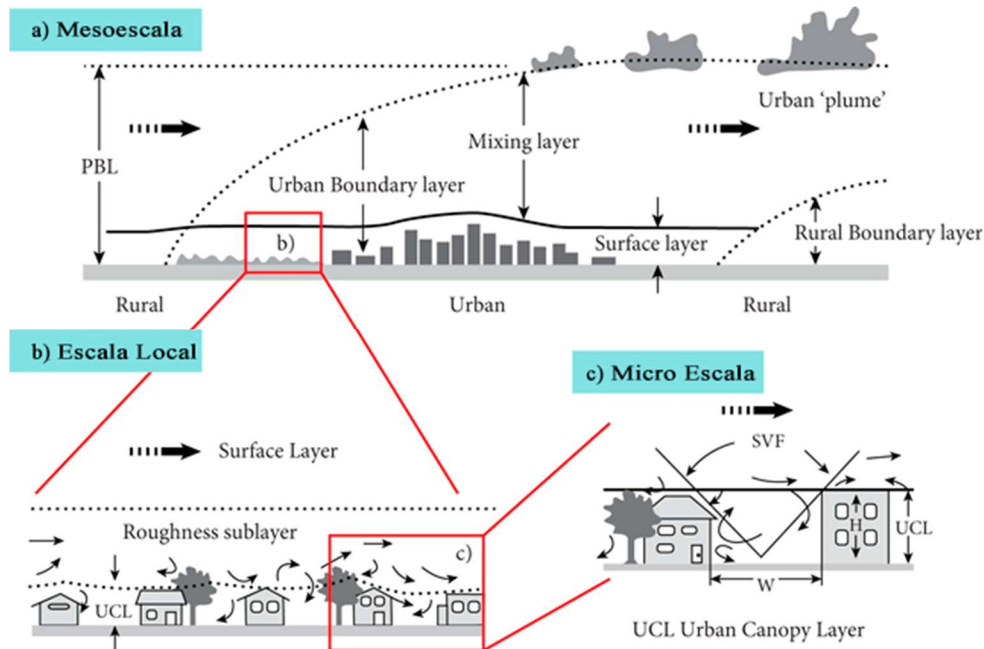 a) Mesoescala
Urban 'plume'
Mixing layer
PBL
Urban Boundary layer
b)
Surface layer
Rural Boundary layer
Rural
Urban
Rural
b) Escala Local
c) Micro Escala
Surface Layer
SVF
Roughness sublayer
c)
H
UCL
UCL
W
UCL Urban Canopy Layer